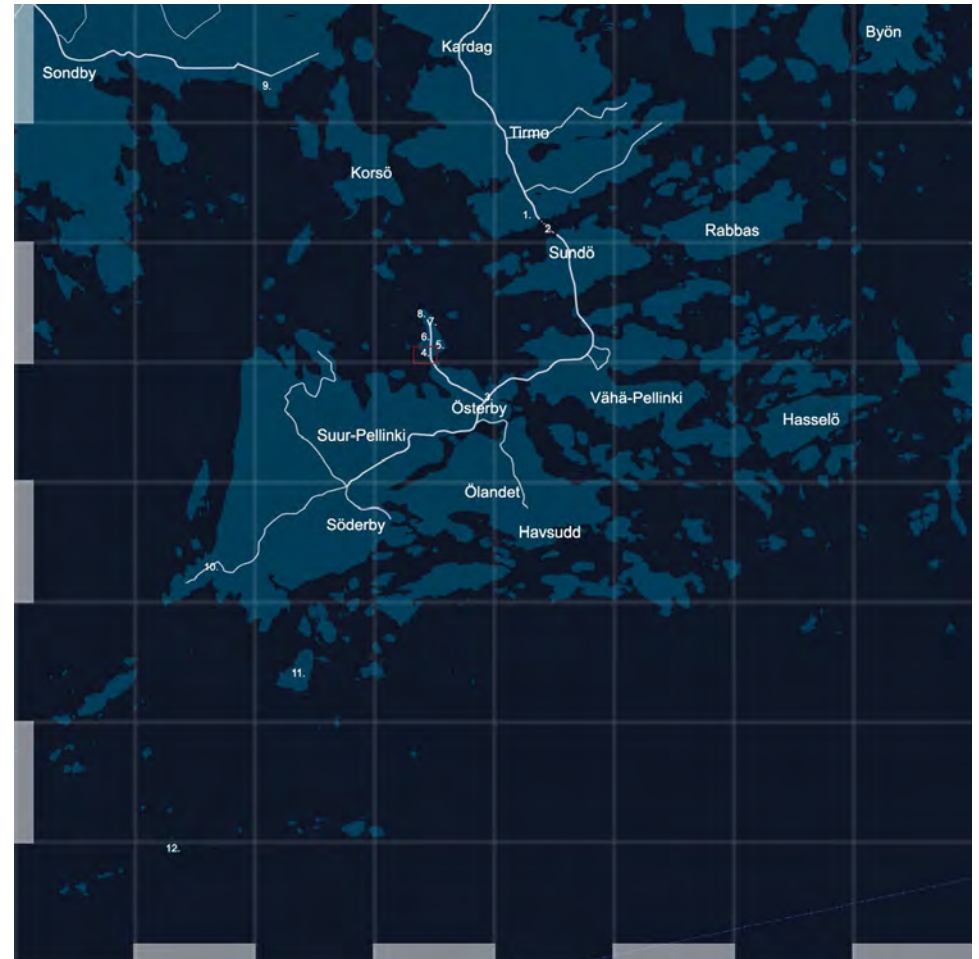 Byön
Kardag
Sondby
9.
Tirmo
Korsö
1.
2.
Rabbas
Sundö
8.
7.
6.
5.
4.
3.
Vähä-Pellinki
Österby
Hasselö
Suur-Pellinki
Ölandet
Söderby
Havsudd
10.
11.
12.